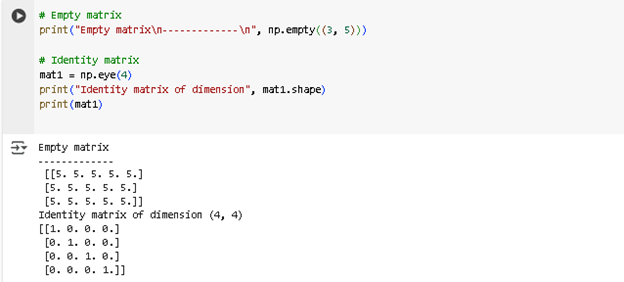 # Empty matrix
print("Empty matrix\n-------------\n", np.empty((3, 5)))
# Identity matrix
mat1 = np.eye(4)
print("Identity matrix of dimension", mat1.shape)
print(mat1)
Empty matrix
-------------
[[5. 5. 5. 5. 5.]
[5. 5. 5. 5. 5.]
[5. 5. 5. 5. 5.]]
Identity matrix of dimension (4, 4)
[[1. 0. 0. 0.]
[0. 1. 0. 0.]
[0. 0. 1. 0.]
[0. 0. 0. 1.]]